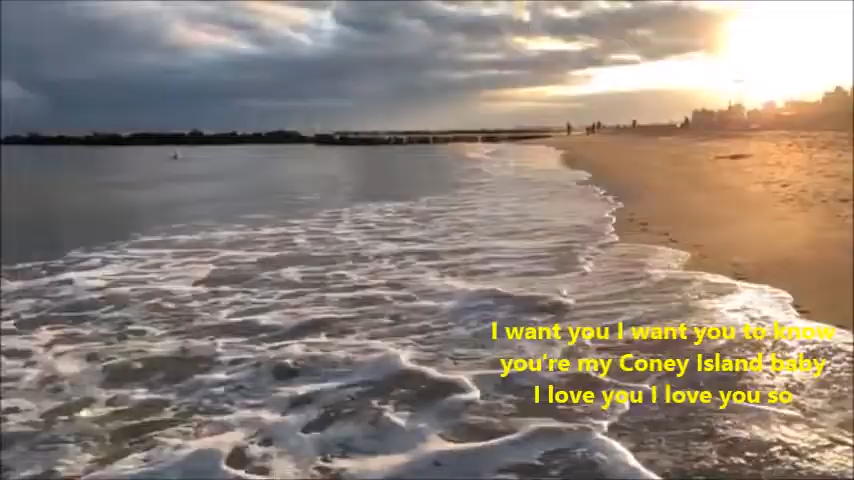 I want you I want you to know
you're my Coney Island baby
I love you I love you so